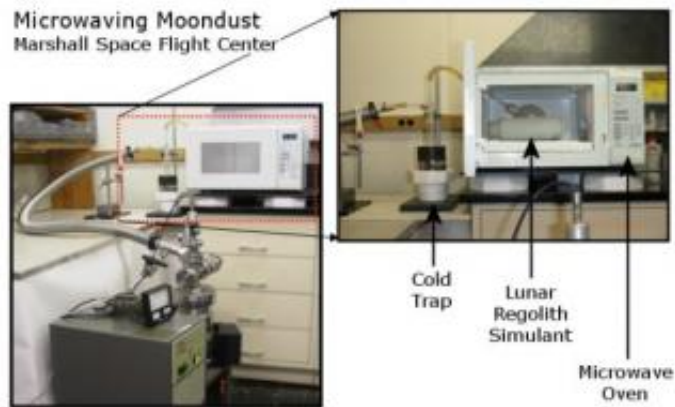 Microwaving Moondust
Marshall Space Flight Center
Cold
Trap
Lunar
Regolith
Simulant
Microwave
Oven